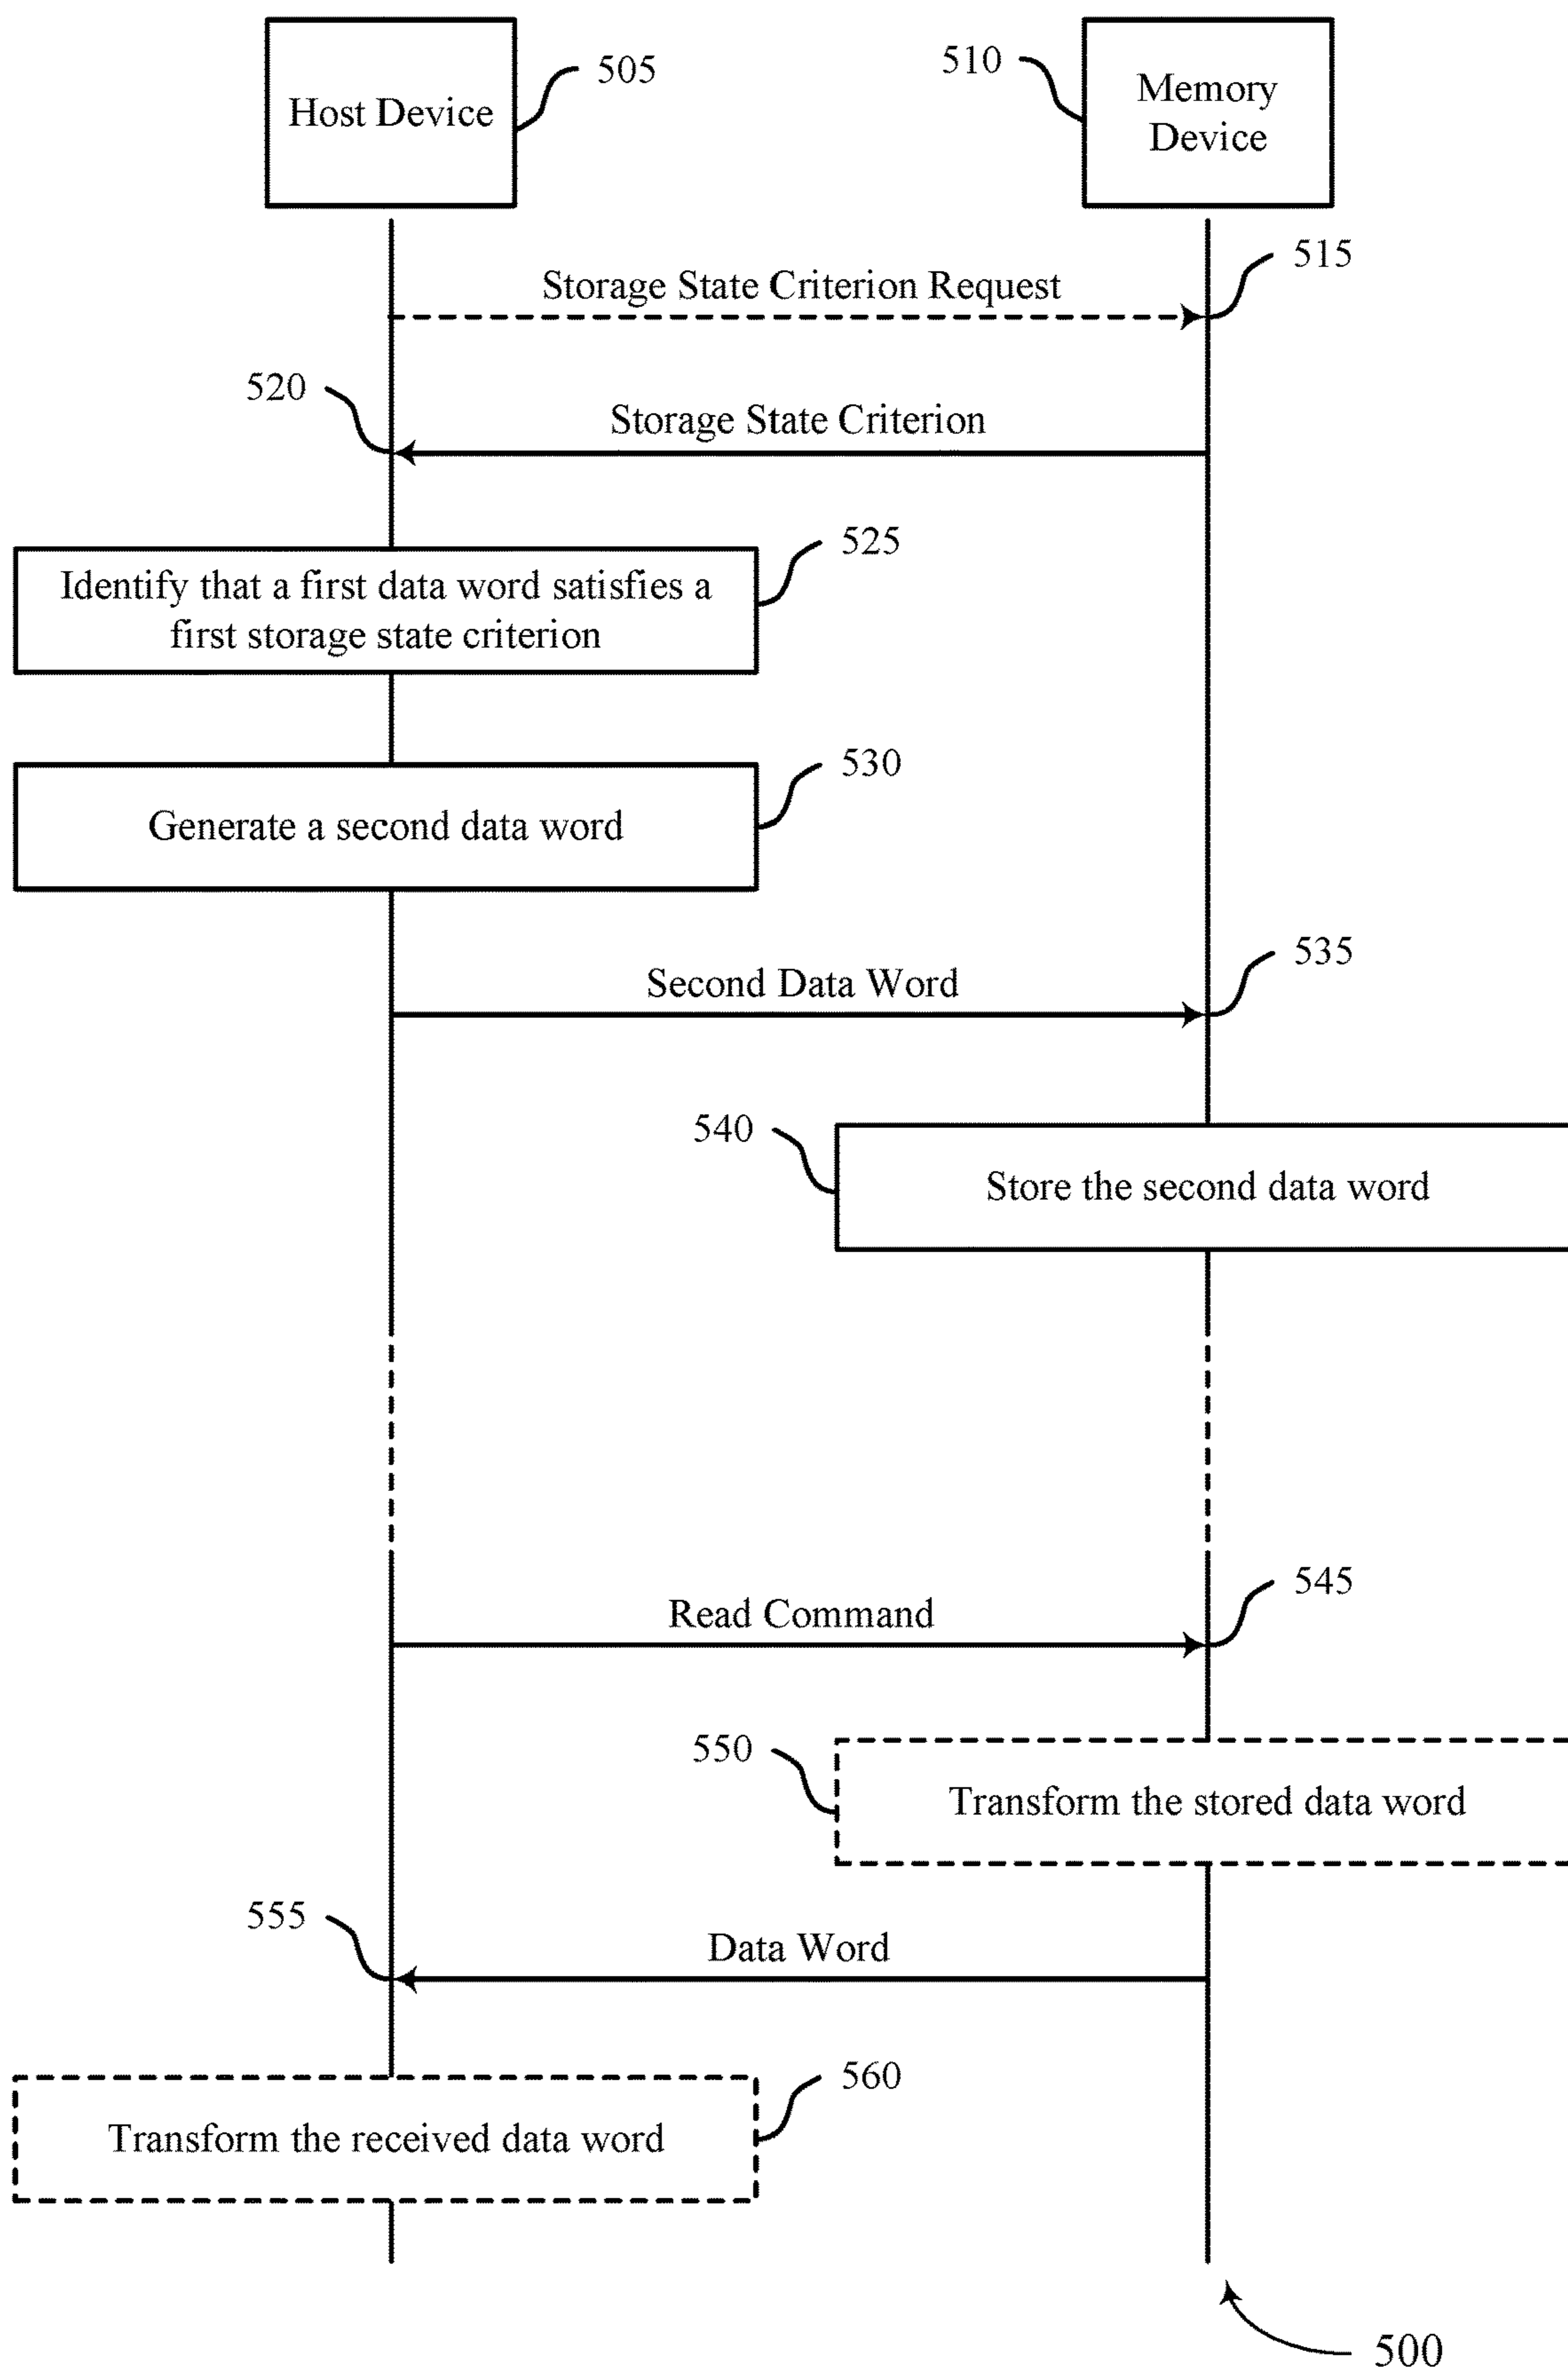 Host Device
505
510
Memory
Device
515
Storage State Criterion Request
520
Storage State Criterion
525
Identify that a first data word satisfies a
first storage state criterion
530
Generate a second data word
535
Second Data Word
540
Store the second data word
545
Read Command
550
Transform the stored data word
555
Data Word
560
Transform the received data word
500